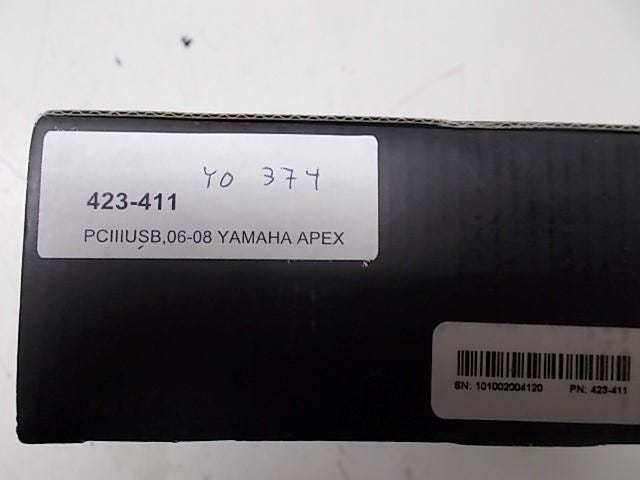 YO 374
423-411
PCIIIUSB,06-08 YAMAHA APEX
SN: 101002004120 PN: 423-411